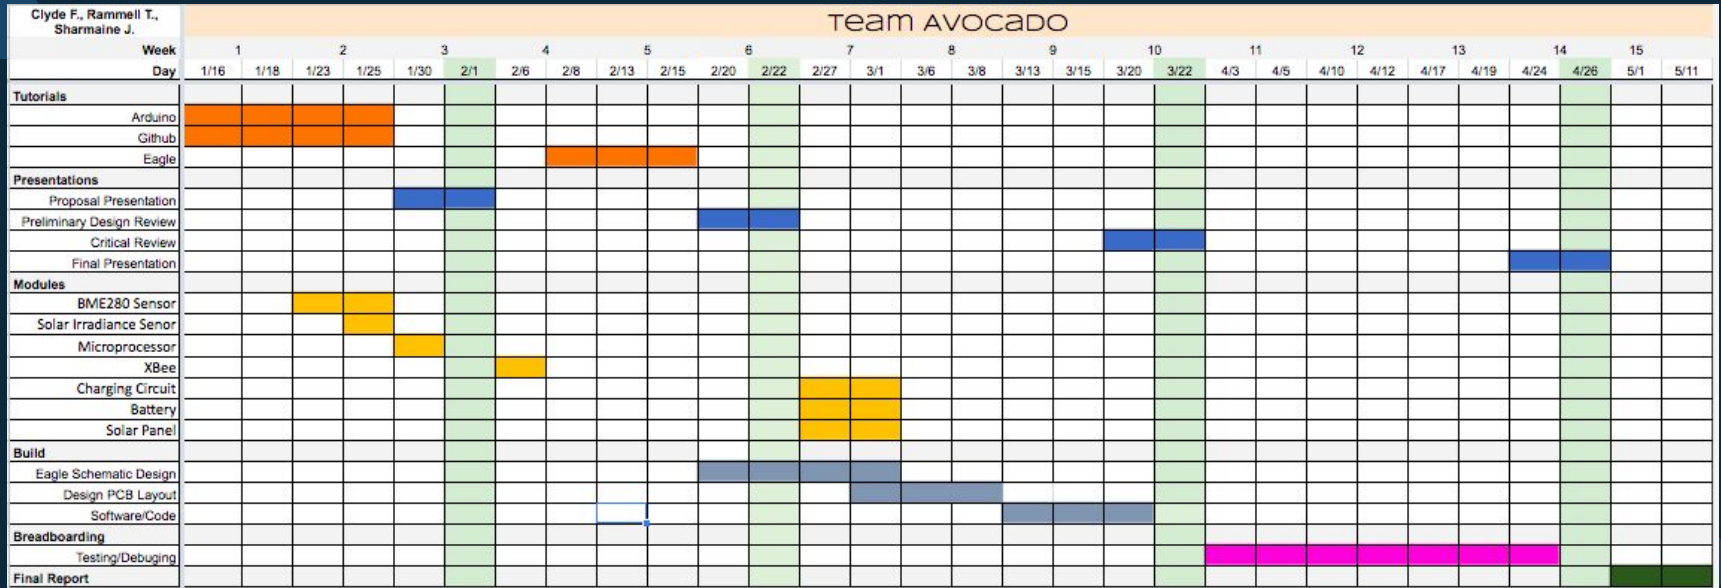 Clyde F., Rammell T.,
Sharmaine J.
Team Avocado
Week 1 2 3 4 5 6 7 8 9 10 11 12 13 14 15
Day 1/16 1/18 1/23 1/25 1/30 2/1 2/6 2/8 2/13 2/15 2/20 2/22 2/27 3/1 3/6 3/8 3/13 3/15 3/20 3/22 4/3 4/5 4/10 4/12 4/17 4/19 4/24 4/26 5/1 5/11
Tutorials
Arduino
Github
Eagle
Presentations
Proposal Presentation
Preliminary Design Review
Critical Review
Final Presentation
Modules
BME280 Sensor
Solar Irradiance Senor
Microprocessor
XBee
Charging Circuit
Battery
Solar Panel
Build
Eagle Schematic Design
Design PCB Layout
Software/Code
Breadboarding
Testing/Debuging
Final Report